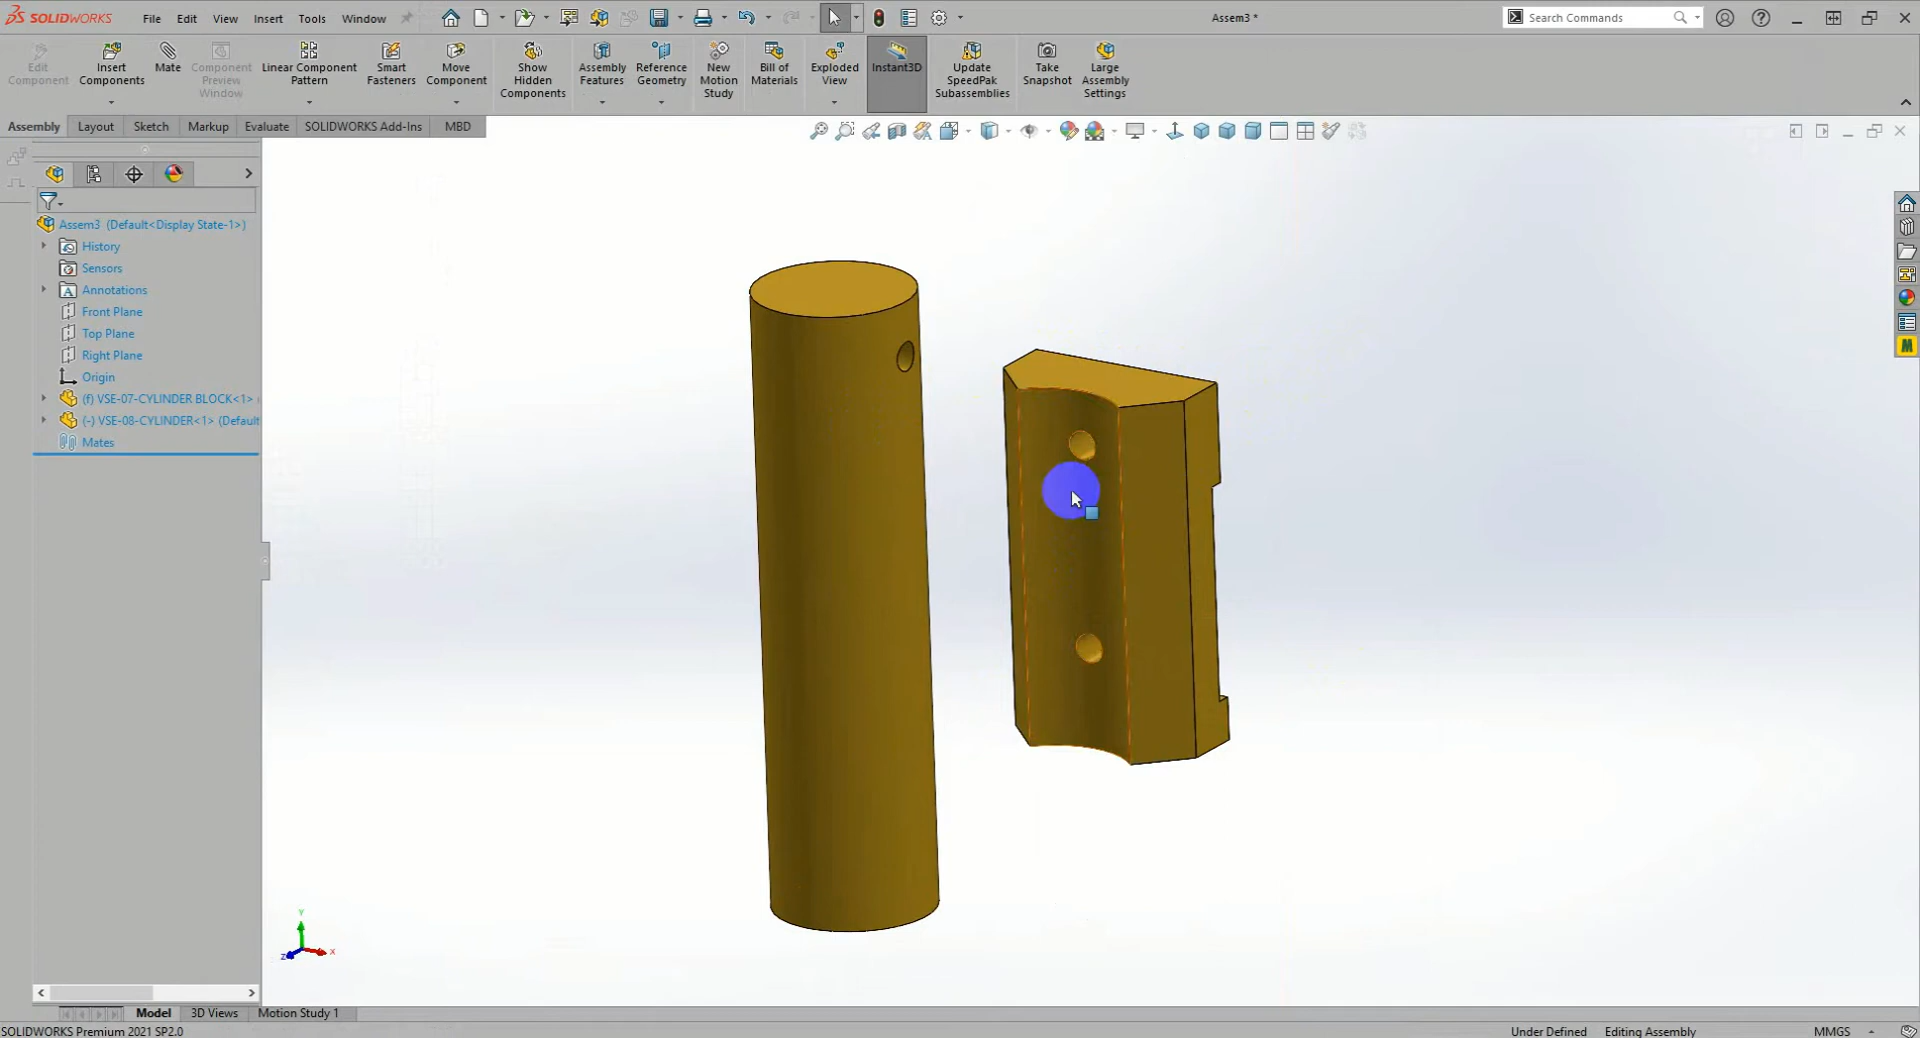 SOLIDWORKS File Edit View Insert Tools Window Assem3 * Search Commands
Edit Component
Insert Components
Mate
Component Preview Window
Linear Component Pattern
Smart Fasteners
Move Component
Show Hidden Components
Assembly Features
Reference Geometry
New Motion Study
Bill of Materials
Exploded View
Instant3D
Update SpeedPak Subassemblies
Take Snapshot
Large Assembly Settings
Assembly Layout Sketch Markup Evaluate SOLIDWORKS Add-Ins MBD
Assem3 (Default<Display State-1>)
History
Sensors
Annotations
Front Plane
Top Plane
Right Plane
Origin
(f) VSE-07-CYLINDER BLOCK<1> (
(-) VSE-08-CYLINDER<1> (Default
Mates
Y
Z X
Model 3D Views Motion Study 1
SOLIDWORKS Premium 2021 SP2.0 Under Defined Editing Assembly MMGS